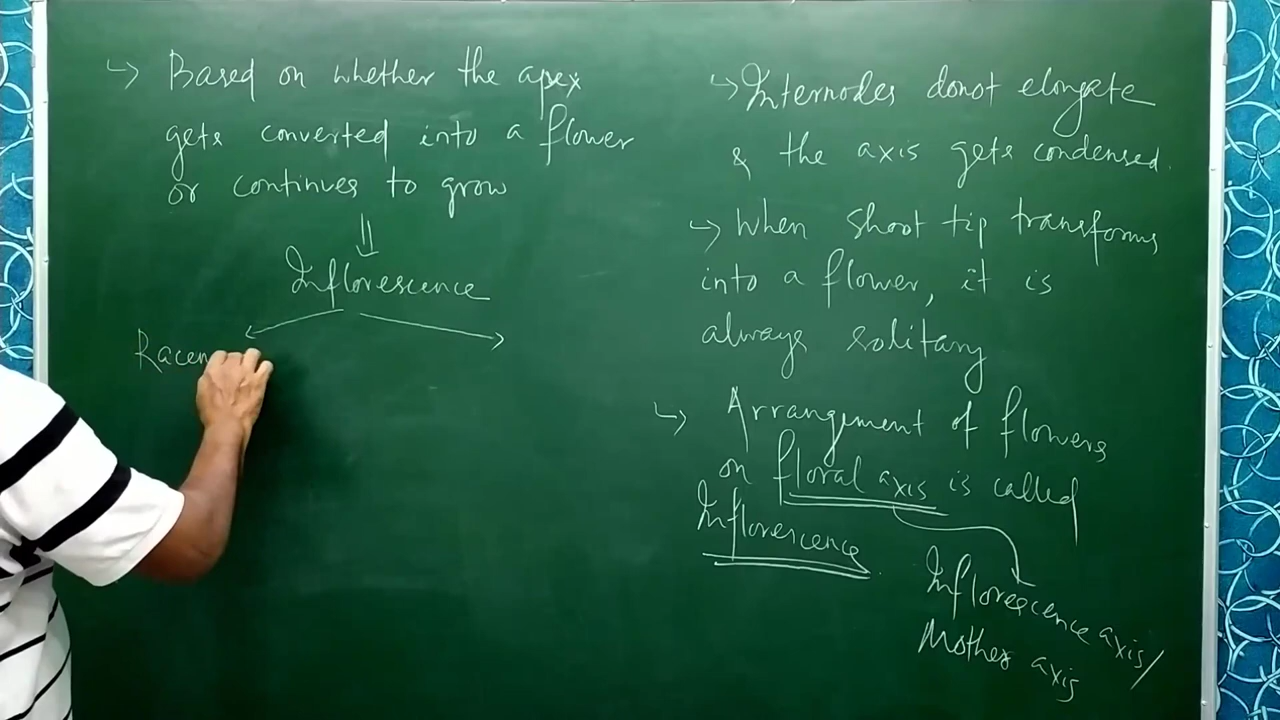 ↳ Based on whether the apex
gets converted into a flower
or continues to grow
⇓
Inflorescence
Racem
↳ Internodes donot elongate
& the axis gets condensed.
↳ When shoot tip transforms
into a flower, it is
always solitary
↳ Arrangement of flowers
on floral axis is called
Inflorescence
Inflorescence axis/
Mother axis